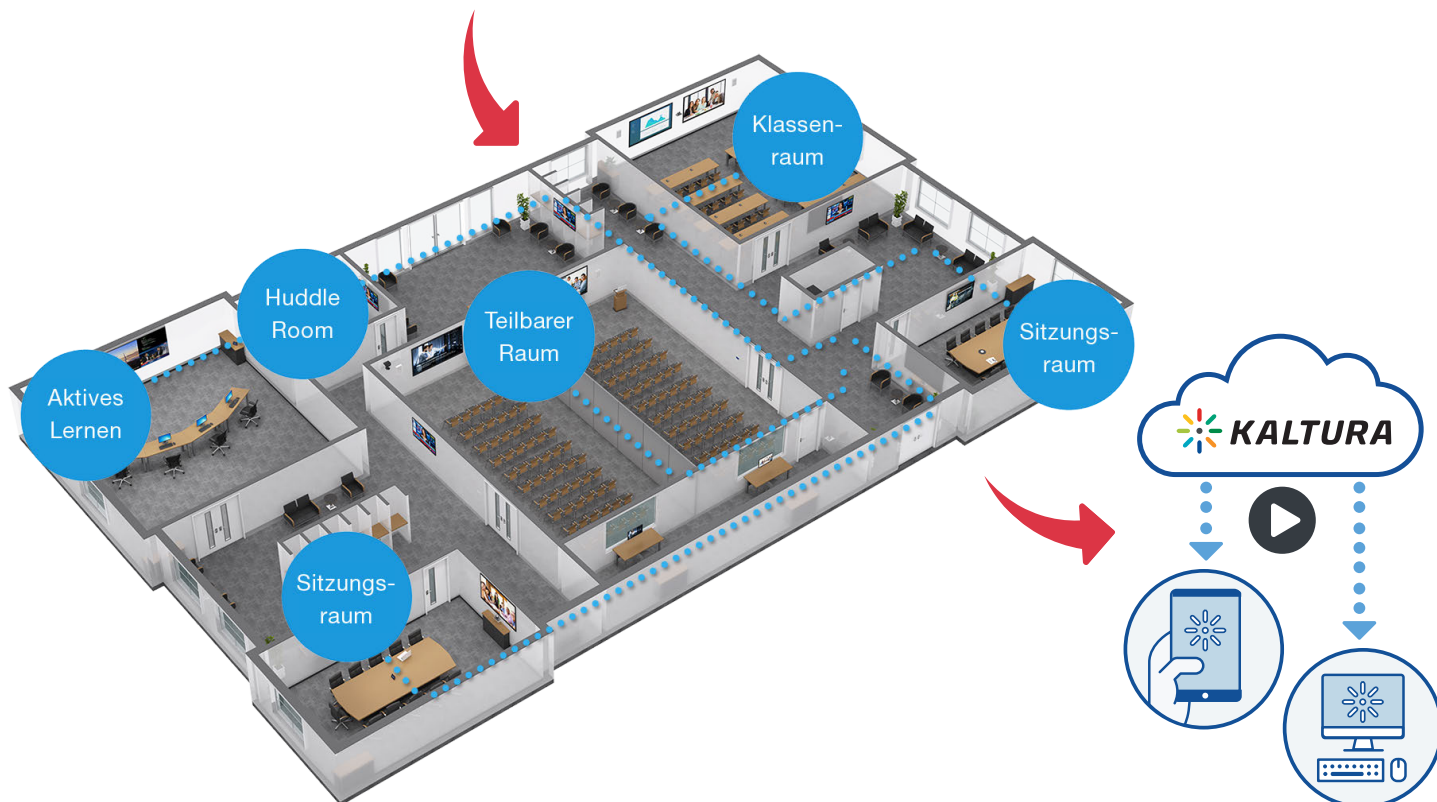 Klassen-
raum
Huddle
Room
Teilbarer
Raum
Sitzungs-
raum
Aktives
Lernen
KALTURA
Sitzungs-
raum